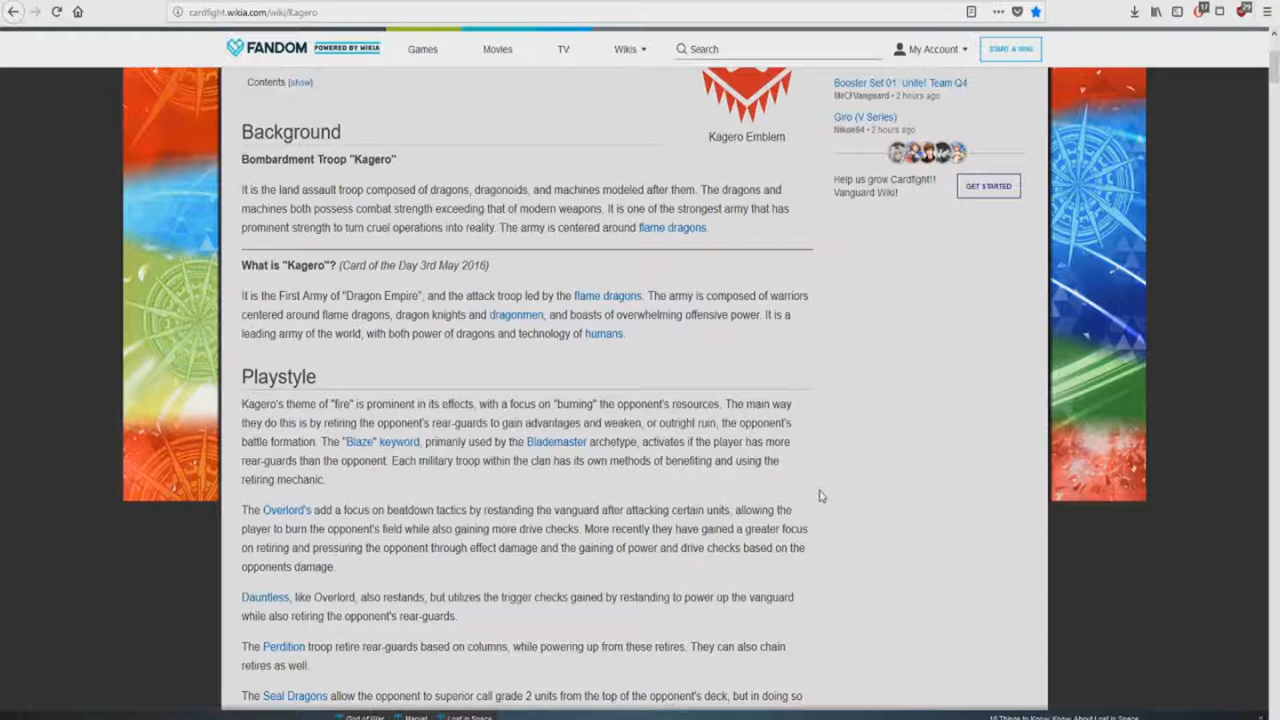 cardfight.wikia.com/wiki/Kagero
FANDOM POWERED BY WIKIA Games Movies TV Wikis Search My Account START A WIKI
Contents [show]
Kagero Emblem
Booster Set 01: Unite! Team Q4
MrCFVanguard • 2 hours ago
Giro (V Series)
Nikon94 • 2 hours ago
Help us grow Cardfight!!
Vanguard Wiki!
GET STARTED
Background
Bombardment Troop "Kagero"
It is the land assault troop composed of dragons, dragonoids, and machines modeled after them. The dragons and
machines both possess combat strength exceeding that of modern weapons. It is one of the strongest army that has
prominent strength to turn cruel operations into reality. The army is centered around flame dragons.
What is "Kagero"? (Card of the Day 3rd May 2016)
It is the First Army of "Dragon Empire", and the attack troop led by the flame dragons. The army is composed of warriors
centered around flame dragons, dragon knights and dragonmen, and boasts of overwhelming offensive power. It is a
leading army of the world, with both power of dragons and technology of humans.
Playstyle
Kagero's theme of "fire" is prominent in its effects, with a focus on "burning" the opponent's resources. The main way
they do this is by retiring the opponent's rear-guards to gain advantages and weaken, or outright ruin, the opponent's
battle formation. The "Blaze" keyword, primarily used by the Blademaster archetype, activates if the player has more
rear-guards than the opponent. Each military troop within the clan has its own methods of benefiting and using the
retiring mechanic.
The Overlord's add a focus on beatdown tactics by restanding the vanguard after attacking certain units, allowing the
player to burn the opponent's field while also gaining more drive checks. More recently they have gained a greater focus
on retiring and pressuring the opponent through effect damage and the gaining of power and drive checks based on the
opponents damage.
Dauntless, like Overlord, also restands, but utilizes the trigger checks gained by restanding to power up the vanguard
while also retiring the opponent's rear-guards.
The Perdition troop retire rear-guards based on columns, while powering up from these retires. They can also chain
retires as well.
The Seal Dragons allow the opponent to superior call grade 2 units from the top of the opponent's deck, but in doing so
God of War Marvel Lost in Space